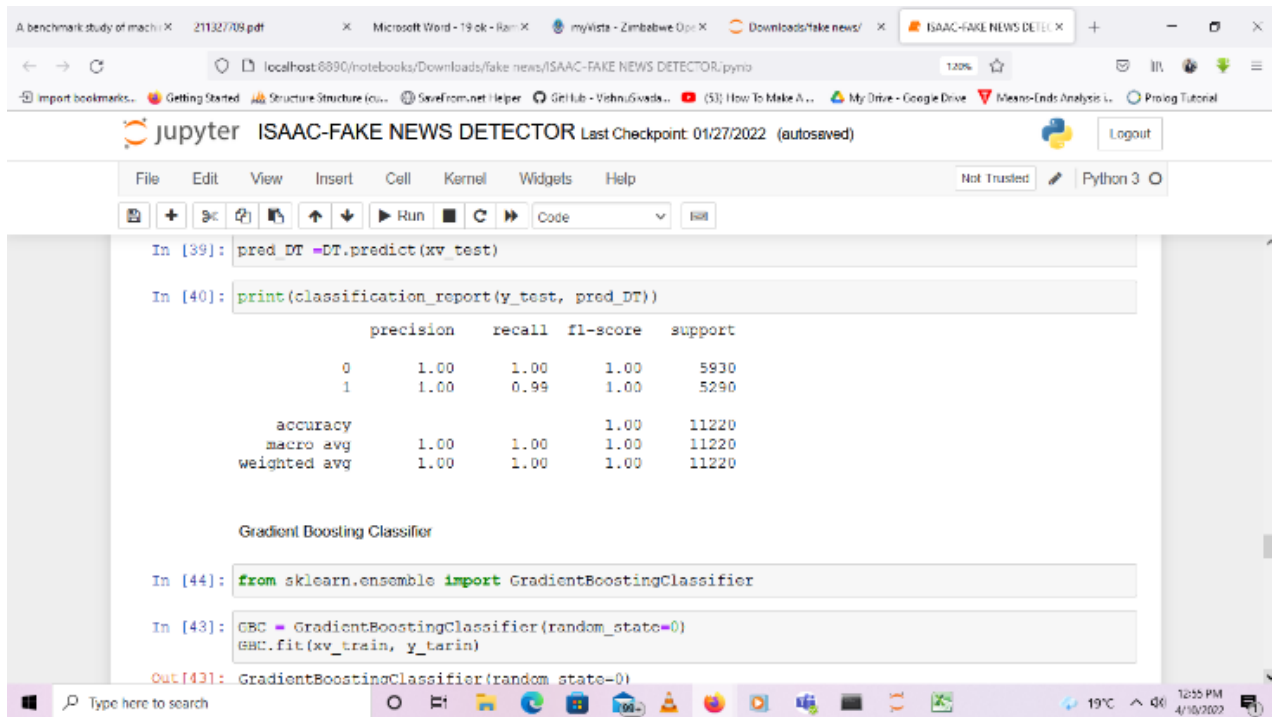 A benchmark study of machi
211327709.pdf
Microsoft Word - 19 ok - Ram
myVista - Zimbabwe Ope
Downloads/fake news/
ISAAC-FAKE NEWS DETEC
localhost:8890/notebooks/Downloads/fake news/ISAAC-FAKE NEWS DETECTOR.ipynb
120%
Import bookmarks... Getting Started Structure Structure (cu... SaveFrom.net Helper GitHub - VishnuSivada... (53) How To Make A ... My Drive - Google Drive Means-Ends Analysis i... Prolog Tutorial
jupyter ISAAC-FAKE NEWS DETECTOR Last Checkpoint: 01/27/2022 (autosaved)
Logout
File Edit View Insert Cell Kernel Widgets Help
Not Trusted Python 3
Run Code
In [39]: pred_DT =DT.predict(xv_test)
In [40]: print(classification_report(y_test, pred_DT))
precision recall f1-score support
0 1.00 1.00 1.00 5930
1 1.00 0.99 1.00 5290
accuracy 1.00 11220
macro avg 1.00 1.00 1.00 11220
weighted avg 1.00 1.00 1.00 11220
Gradient Boosting Classifier
In [44]: from sklearn.ensemble import GradientBoostingClassifier
In [43]: GBC = GradientBoostingClassifier(random_state=0)
GBC.fit(xv_train, y_tarin)
Out[43]: GradientBoostingClassifier(random_state=0)
Type here to search
99+
19°C
12:55 PM
4/10/2022